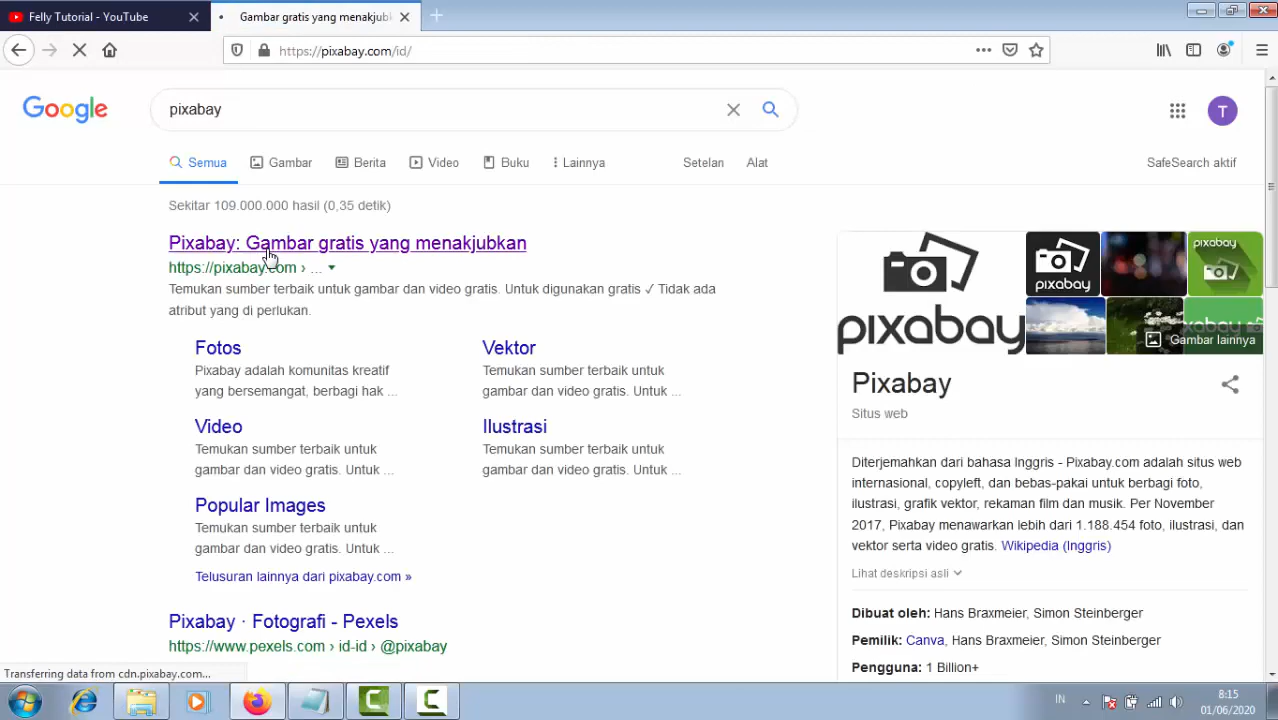 Felly Tutorial - YouTube
Gambar gratis yang menakjub
https://pixabay.com/id/
Google
pixabay
T
Semua
Gambar
Berita
Video
Buku
Lainnya
Setelan
Alat
SafeSearch aktif
Sekitar 109.000.000 hasil (0,35 detik)
Pixabay: Gambar gratis yang menakjubkan
https://pixabay.com › ...
Temukan sumber terbaik untuk gambar dan video gratis. Untuk digunakan gratis ✓ Tidak ada
atribut yang di perlukan.
Fotos
Pixabay adalah komunitas kreatif
yang bersemangat, berbagi hak ...
Vektor
Temukan sumber terbaik untuk
gambar dan video gratis. Untuk ...
Video
Temukan sumber terbaik untuk
gambar dan video gratis. Untuk ...
Ilustrasi
Temukan sumber terbaik untuk
gambar dan video gratis. Untuk ...
Popular Images
Temukan sumber terbaik untuk
gambar dan video gratis. Untuk ...
Telusuran lainnya dari pixabay.com »
Pixabay · Fotografi - Pexels
https://www.pexels.com › id-id › @pixabay
pixabay
pixabay
pixabay
pixabay
Gambar lainnya
Pixabay
Situs web
Diterjemahkan dari bahasa Inggris - Pixabay.com adalah situs web
internasional, copyleft, dan bebas-pakai untuk berbagi foto,
ilustrasi, grafik vektor, rekaman film dan musik. Per November
2017, Pixabay menawarkan lebih dari 1.188.454 foto, ilustrasi, dan
vektor serta video gratis. Wikipedia (Inggris)
Lihat deskripsi asli
Dibuat oleh: Hans Braxmeier, Simon Steinberger
Pemilik: Canva, Hans Braxmeier, Simon Steinberger
Pengguna: 1 Billion+
Transferring data from cdn.pixabay.com...
IN
8:15
01/06/2020